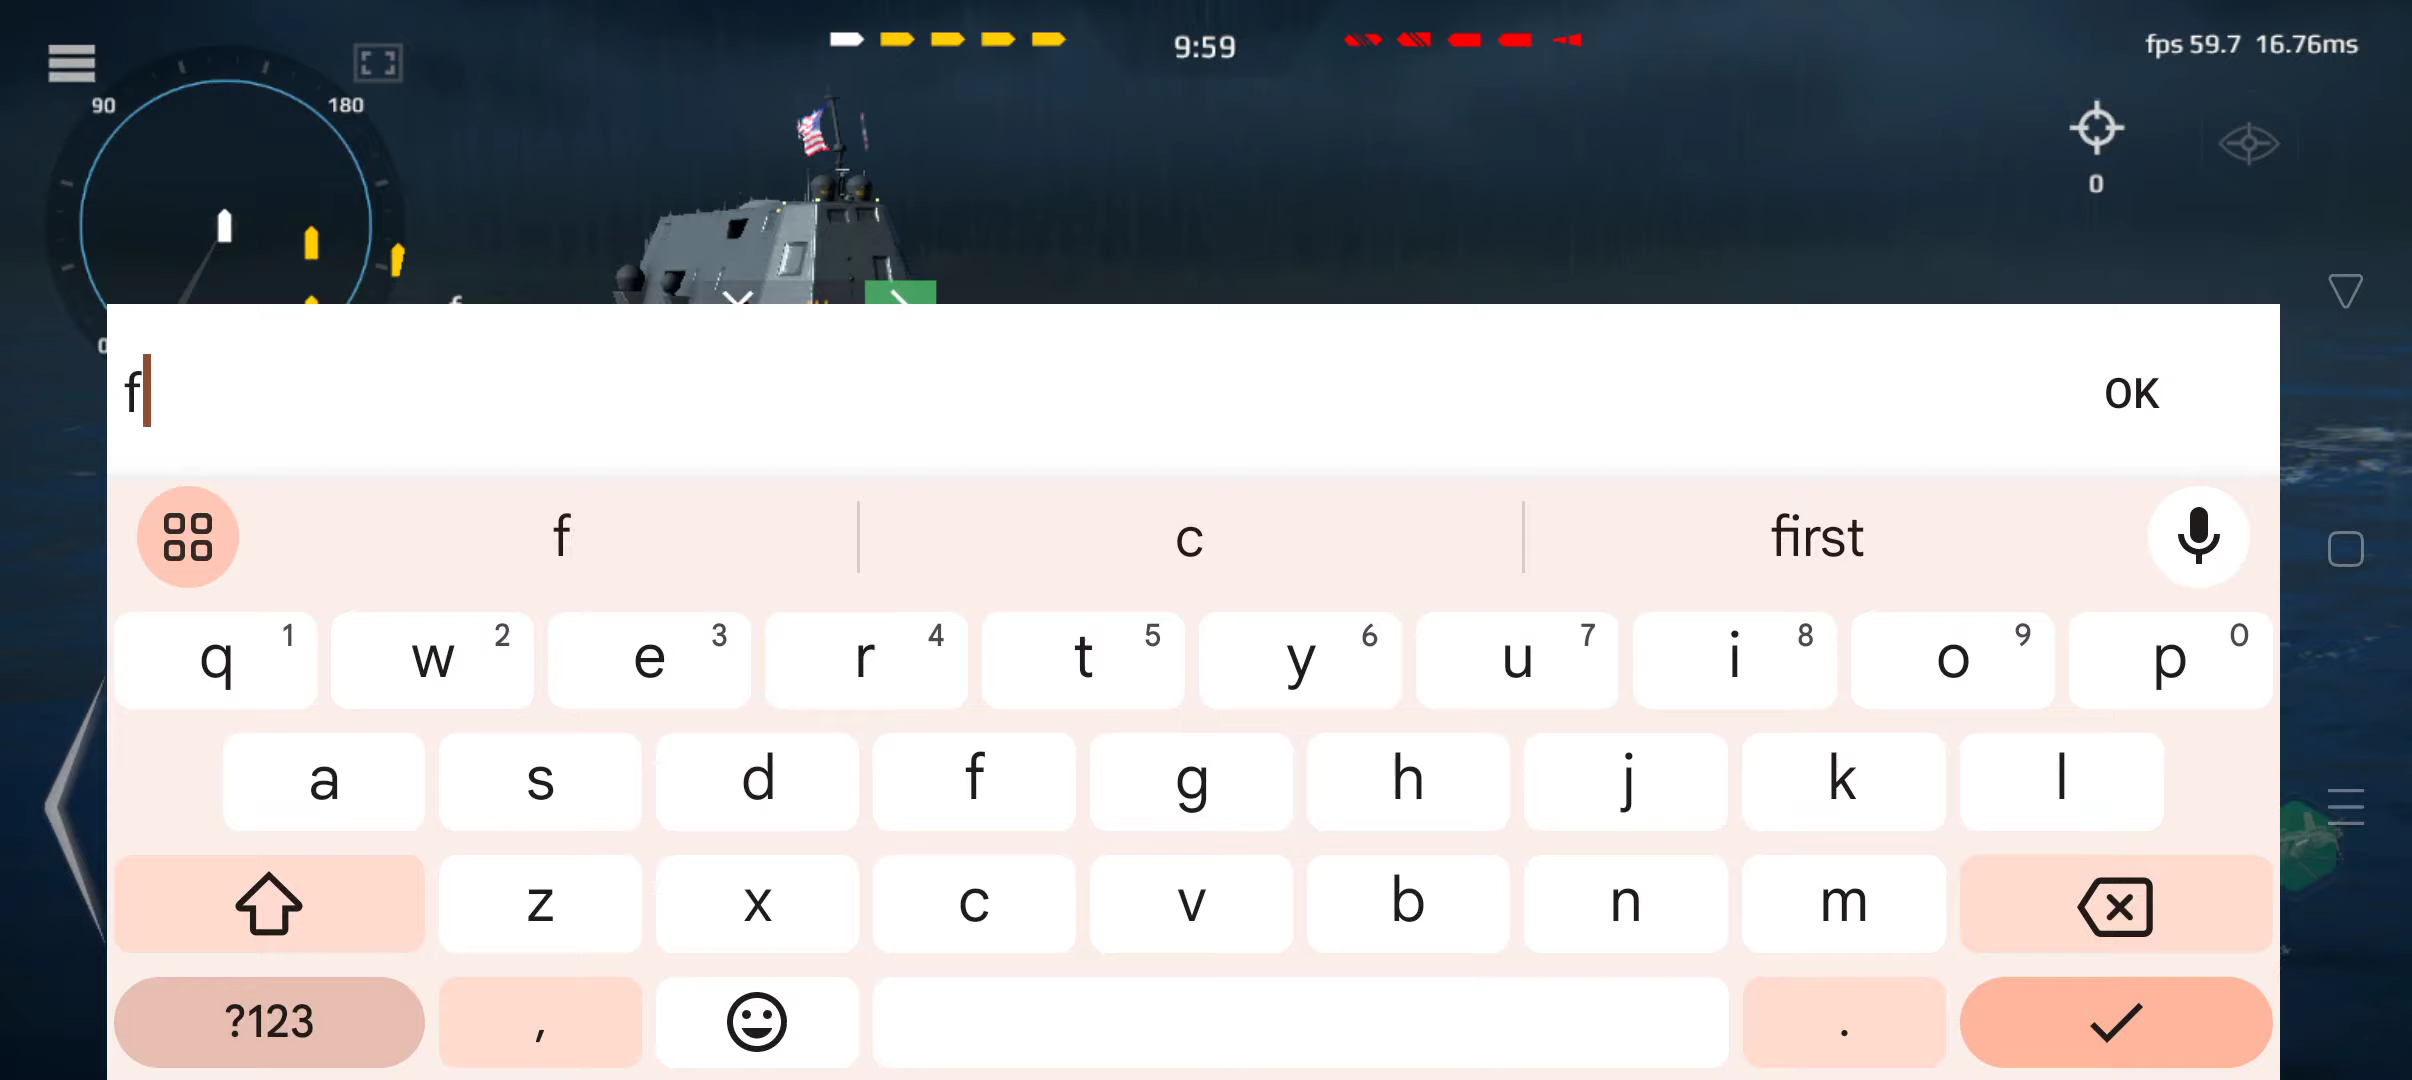 9:59
fps 59.7 16.76ms
90
180
0
0
f
OK
f
c
first
q 1 w 2 e 3 r 4 t 5 y 6 u 7 i 8 o 9 p 0
a s d f g h j k l
z x c v b n m
?123 , .